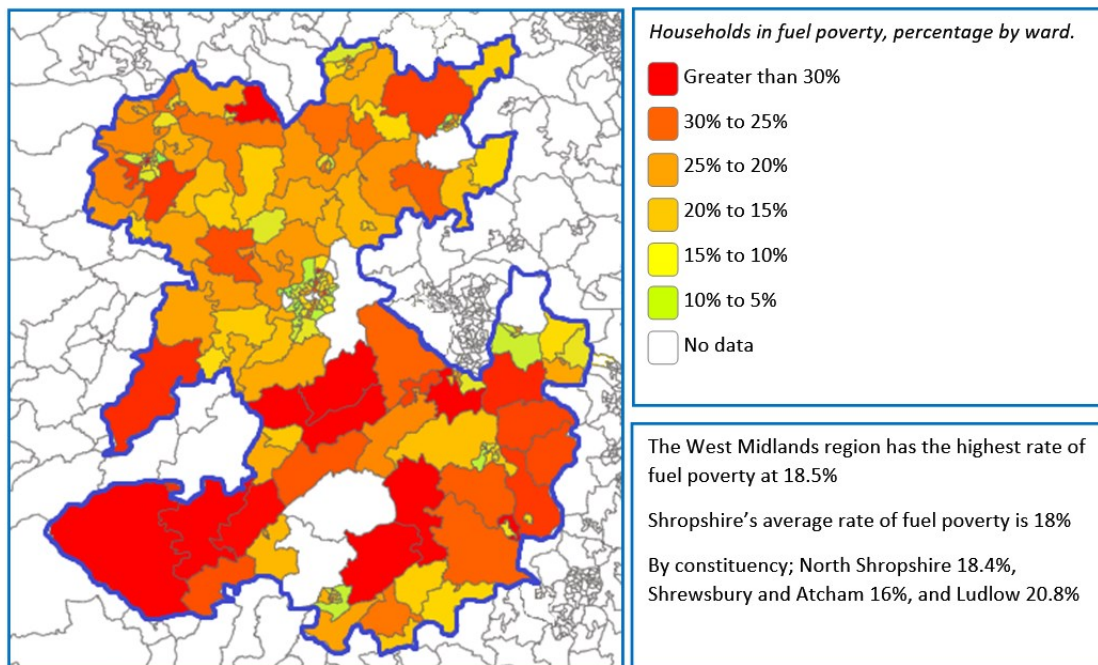 Households in fuel poverty, percentage by ward.
Greater than 30%
30% to 25%
25% to 20%
20% to 15%
15% to 10%
10% to 5%
No data
The West Midlands region has the highest rate of
fuel poverty at 18.5%
Shropshire’s average rate of fuel poverty is 18%
By constituency; North Shropshire 18.4%,
Shrewsbury and Atcham 16%, and Ludlow 20.8%